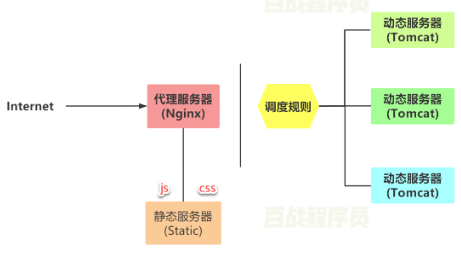 百战程序员
动态服务器
(Tomcat)
代理服务器
(Nginx)
Internet
调度规则
动态服务器
(Tomcat)
js
css
动态服务器
(Tomcat)
静态服务器
(Static)
百战程序员